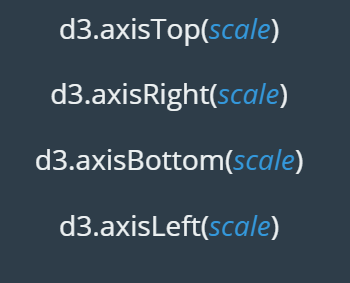 d3.axisTop(scale)
d3.axisRight(scale)
d3.axisBottom(scale)
d3.axisLeft(scale)